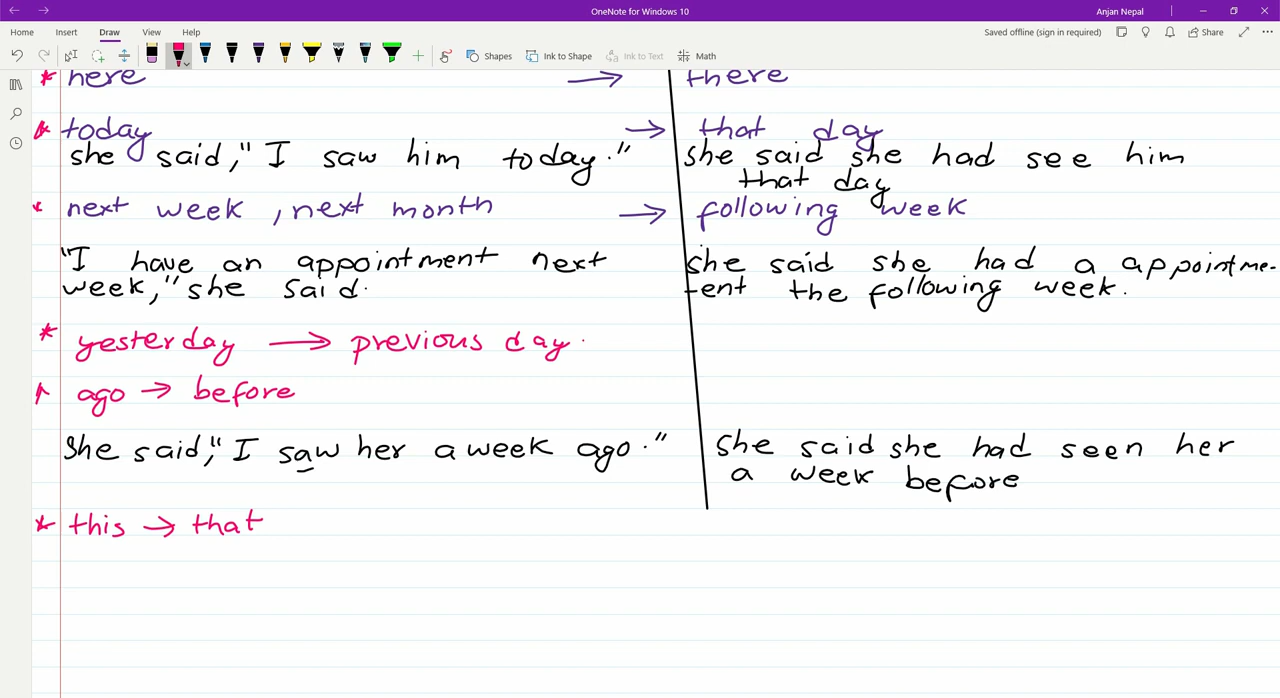 OneNote for Windows 10
Anjan Nepal
Home Insert Draw View Help
Saved offline (sign in required)
Share
Shapes Ink to Shape Ink to Text Math
* here → there
* today → that day
she said," I saw him today." she said she had see him
that day
* next week , next month → following week
"I have an appointment next she said she had a appointme-
week," she said. tent the following week.
* yesterday → previous day.
* ago → before
She said," I saw her a week ago." she said she had seen her
a week before
* this → that